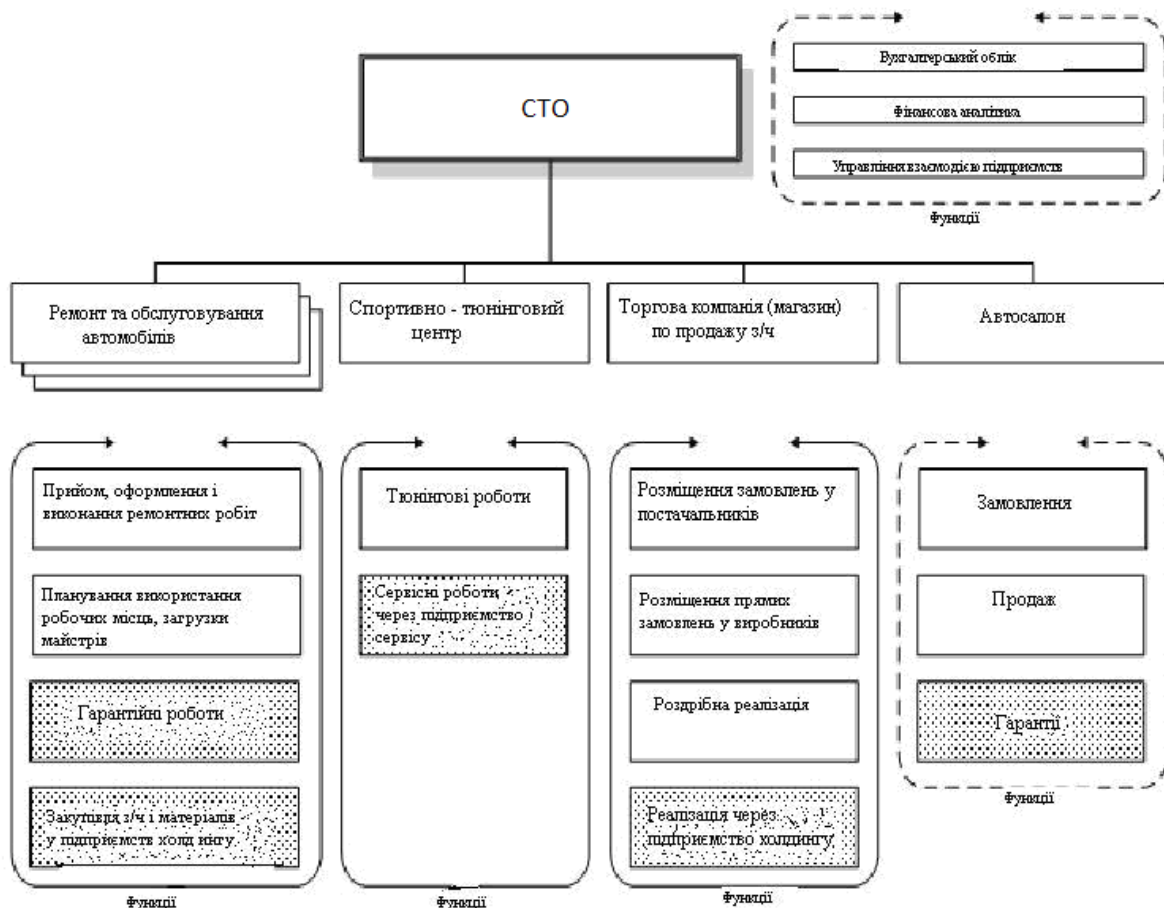 СТО
Бухгалтерський облік
Фінансова аналітика
Управління взаємодією підприємств
Функції
Ремонт та обслуговування
автомобілів
Спортивно - тюнінговий
центр
Торгова компанія (магазин)
по продажу з/ч
Автосалон
Прийом, оформлення і
виконання ремонтних робіт
Планування використання
робочих місць, загрузки
майстрів
Гарантійні роботи
Закупівля з/ч і матеріалів
у підприємств холд ингу
Функції
Тюнінгові роботи
Сервісні роботи
через підприємство
сервісу
Функції
Розміщення замовлень у
постачальників
Розміщення прямих
замовлень у виробників
Роздрібна реалізація
Реалізація через
підприємство холдингу
Функції
Замовлення
Продаж
Гарантії
Функції